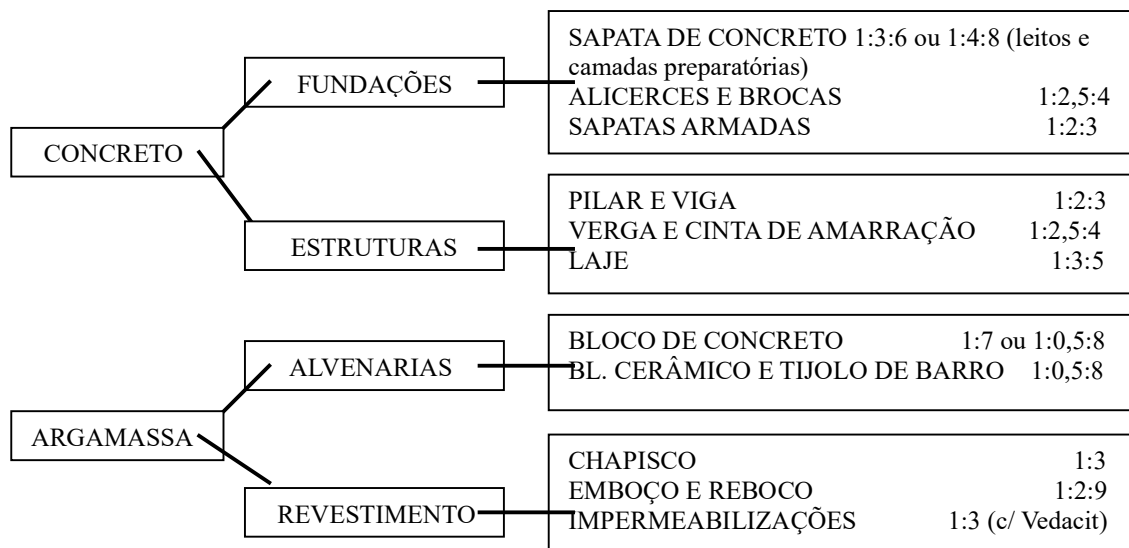 CONCRETO
FUNDAÇÕES
SAPATA DE CONCRETO 1:3:6 ou 1:4:8 (leitos e
camadas preparatórias)
ALICERCES E BROCAS 1:2,5:4
SAPATAS ARMADAS 1:2:3
ESTRUTURAS
PILAR E VIGA 1:2:3
VERGA E CINTA DE AMARRAÇÃO 1:2,5:4
LAJE 1:3:5
ARGAMASSA
ALVENARIAS
BLOCO DE CONCRETO 1:7 ou 1:0,5:8
BL. CERÂMICO E TIJOLO DE BARRO 1:0,5:8
REVESTIMENTO
CHAPISCO 1:3
EMBOÇO E REBOCO 1:2:9
IMPERMEABILIZAÇÕES 1:3 (c/ Vedacit)